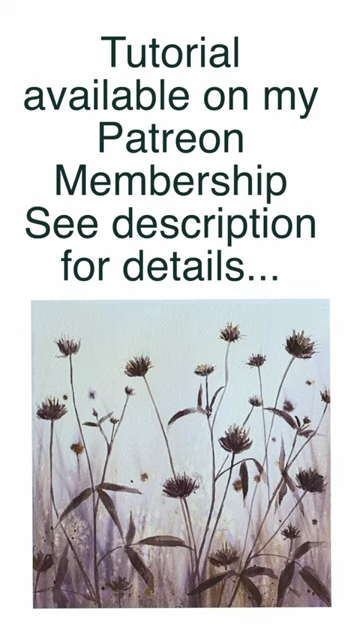 Tutorial
available on my
Patreon
Membership
See description
for details...